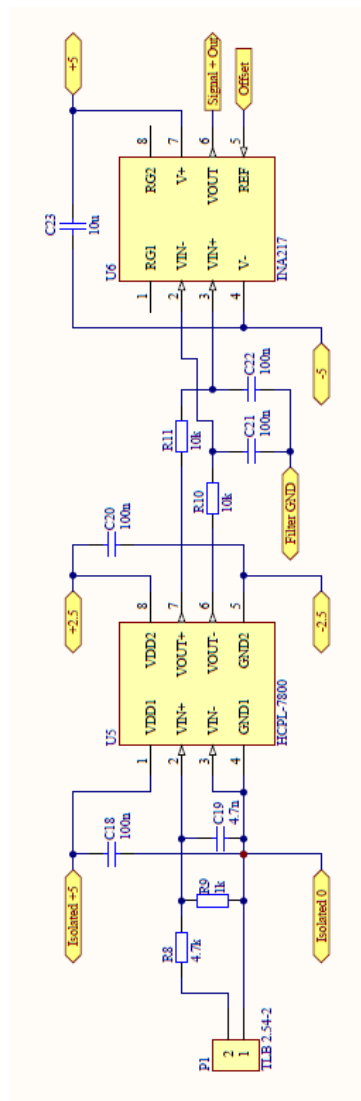 P1
2
1
TLB 2.54-2
Isolated +5
Isolated 0
R8
4.7k
R9
1k
C18
100n
C19
4.7n
U5
HCPL-7800
1
2
3
4
VDD1
VIN+
VIN-
GND1
VDD2
VOUT+
VOUT-
GND2
8
7
6
5
+2.5
-2.5
C20
100n
R11
10k
R10
10k
C21
100n
C22
100n
Filter GND
U6
INA217
1
2
3
4
RG1
VIN-
VIN+
V-
RG2
V+
VOUT
REF
8
7
6
5
C23
10u
+5
-5
Signal + Out
Offset